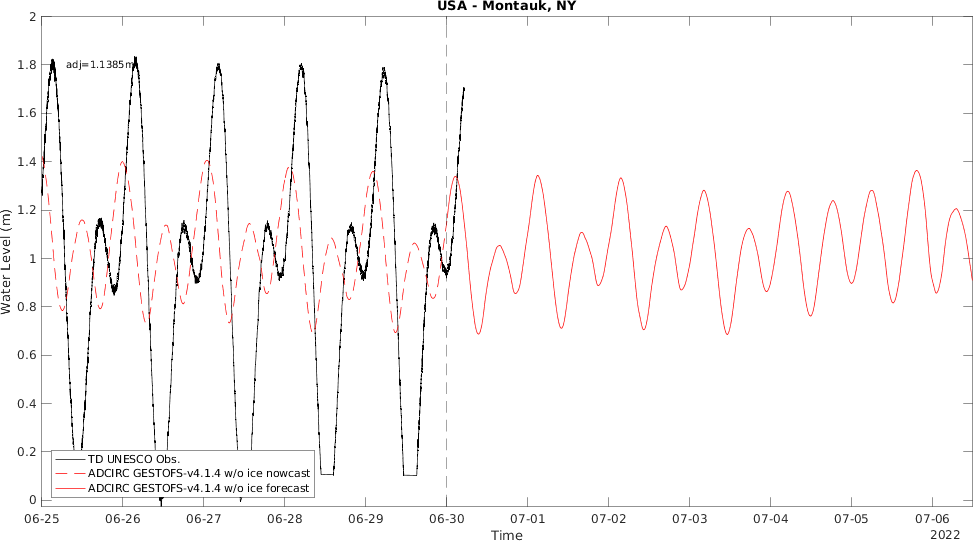 USA - Montauk, NY
2
1.8
1.6
1.4
1.2
1
0.8
0.6
0.4
0.2
0
Water Level (m)
adj=1.1385m
TD UNESCO Obs.
ADCIRC GESTOFS-v4.1.4 w/o ice nowcast
ADCIRC GESTOFS-v4.1.4 w/o ice forecast
06-25 06-26 06-27 06-28 06-29 06-30 07-01 07-02 07-03 07-04 07-05 07-06
Time
2022